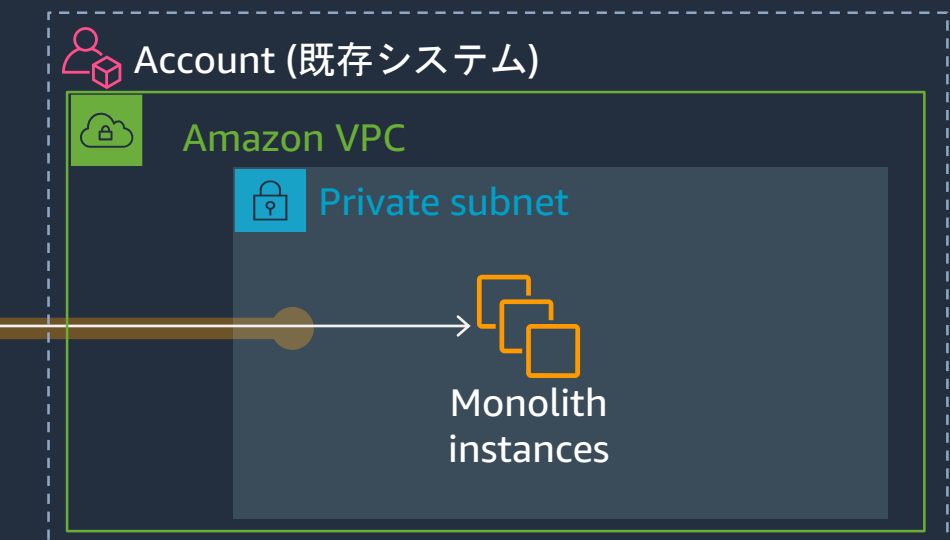 Account (既存システム)
Amazon VPC
Private subnet
Monolith
instances